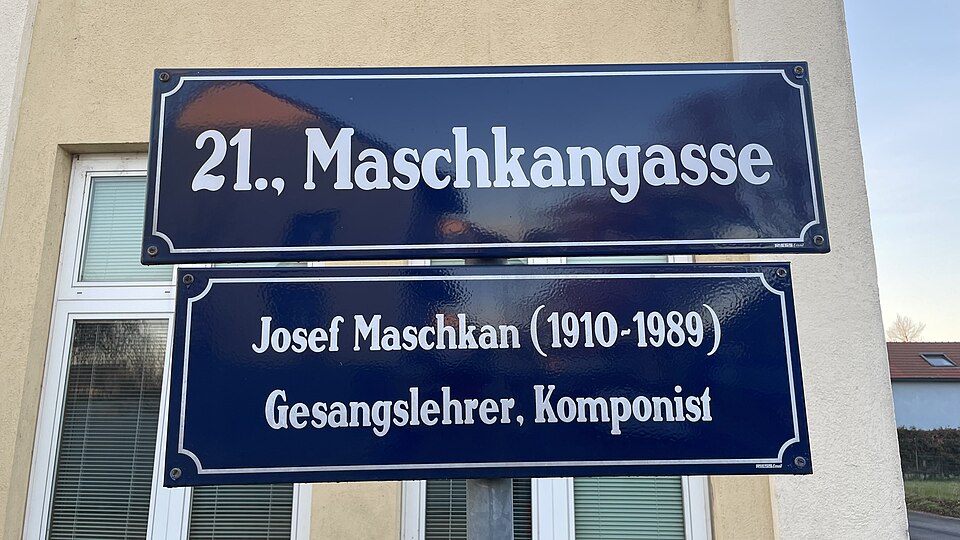 21., Maschkangasse
Josef Maschkan (1910-1989)
Gesangslehrer, Komponist